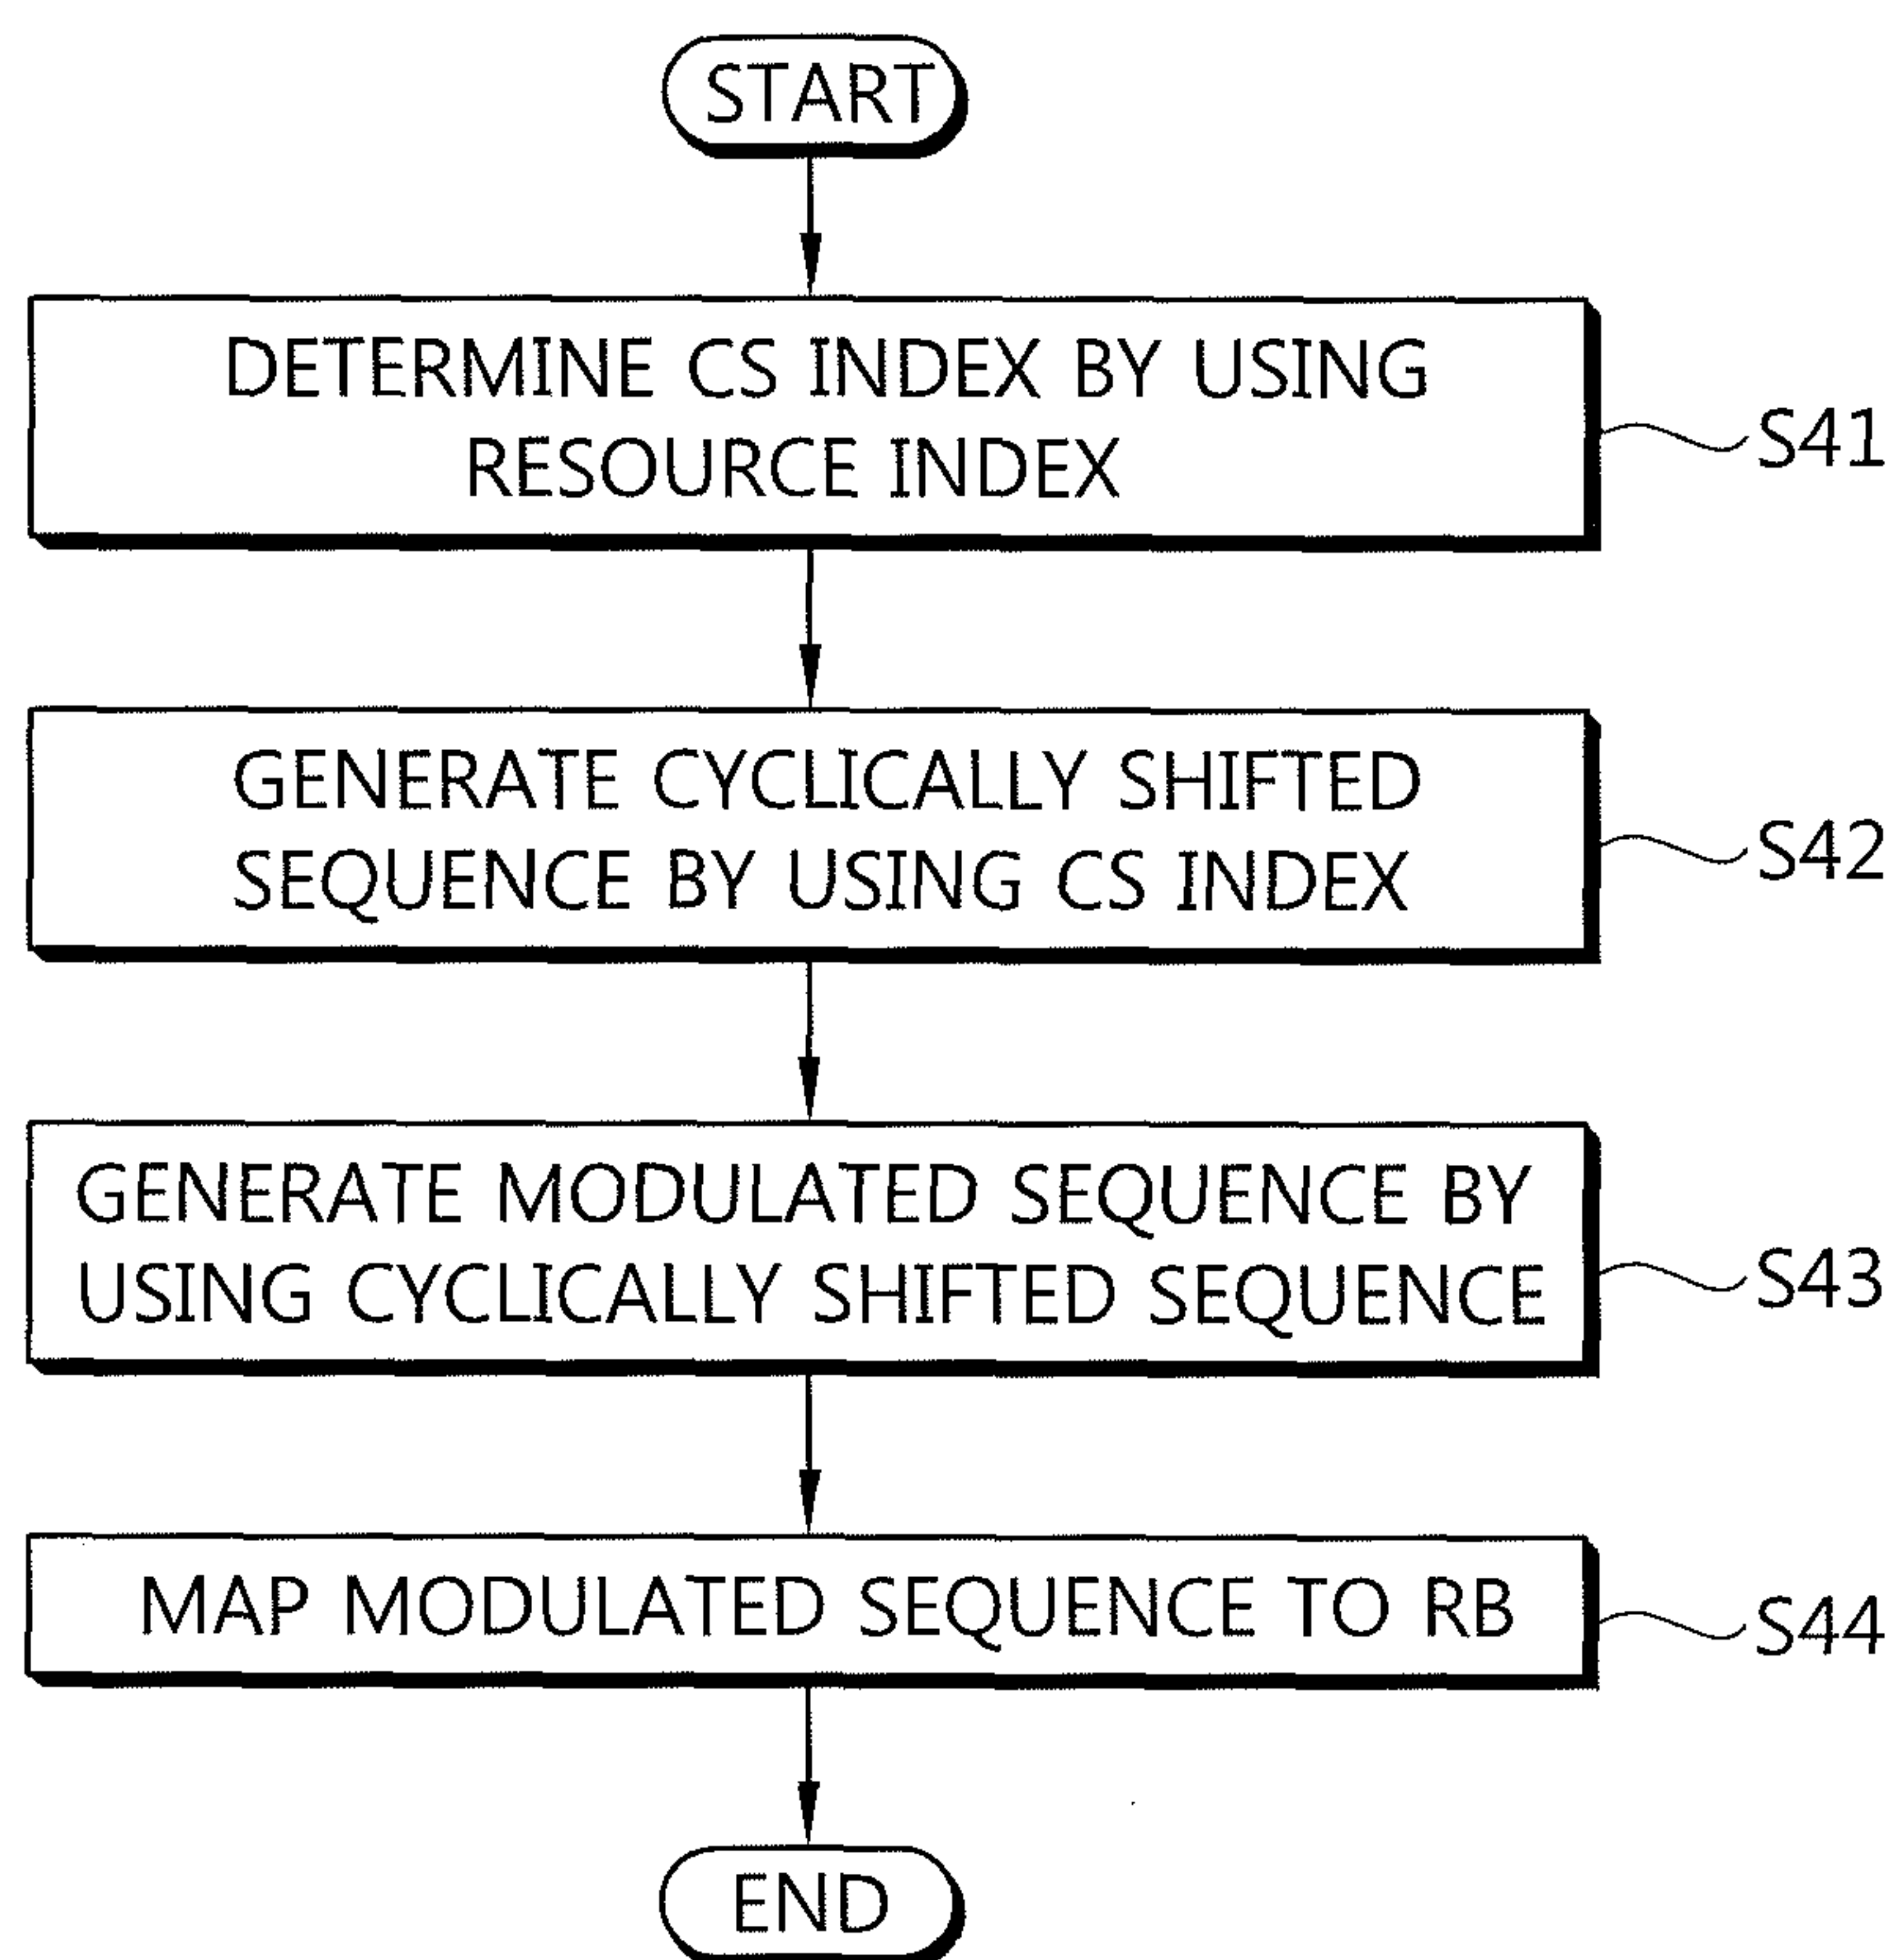 START
DETERMINE CS INDEX BY USING
RESOURCE INDEX
S41
GENERATE CYCLICALLY SHIFTED
SEQUENCE BY USING CS INDEX
S42
GENERATE MODULATED SEQUENCE BY
USING CYCLICALLY SHIFTED SEQUENCE
S43
MAP MODULATED SEQUENCE TO RB
S44
END